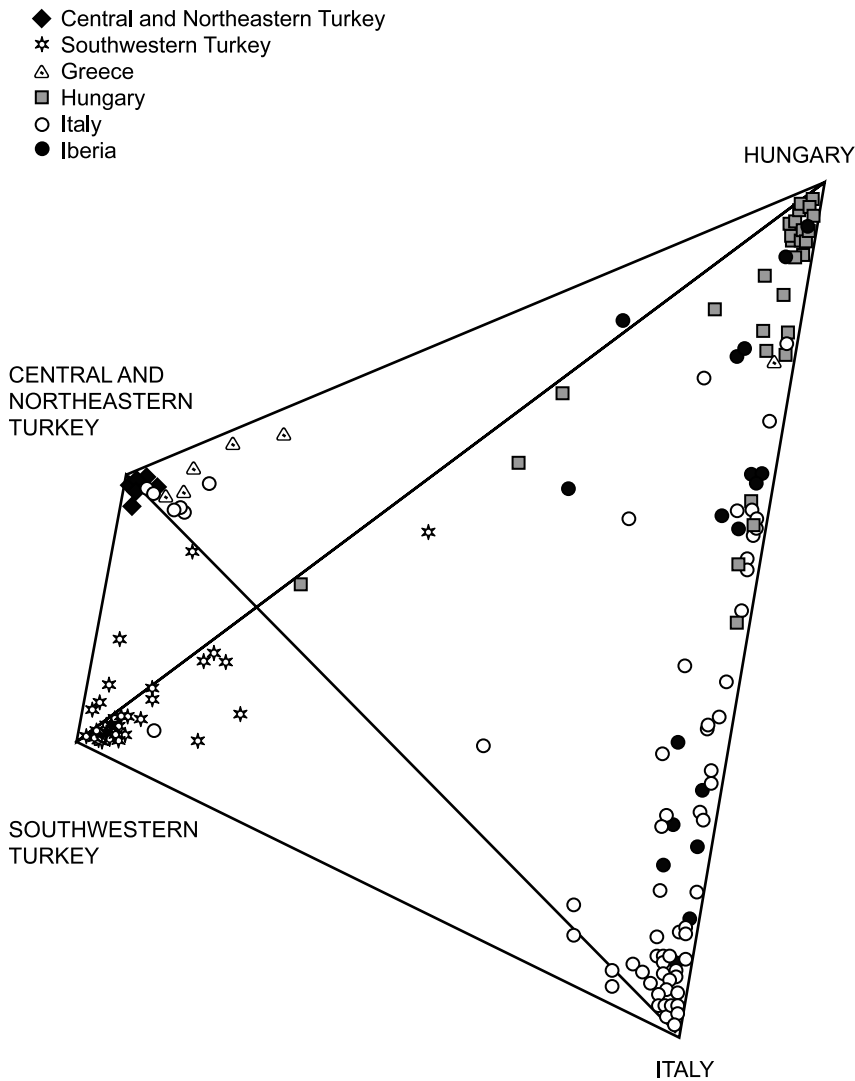 Central and Northeastern Turkey
Southwestern Turkey
Greece
Hungary
Italy
Iberia
HUNGARY
CENTRAL AND
NORTHEASTERN
TURKEY
SOUTHWESTERN
TURKEY
ITALY